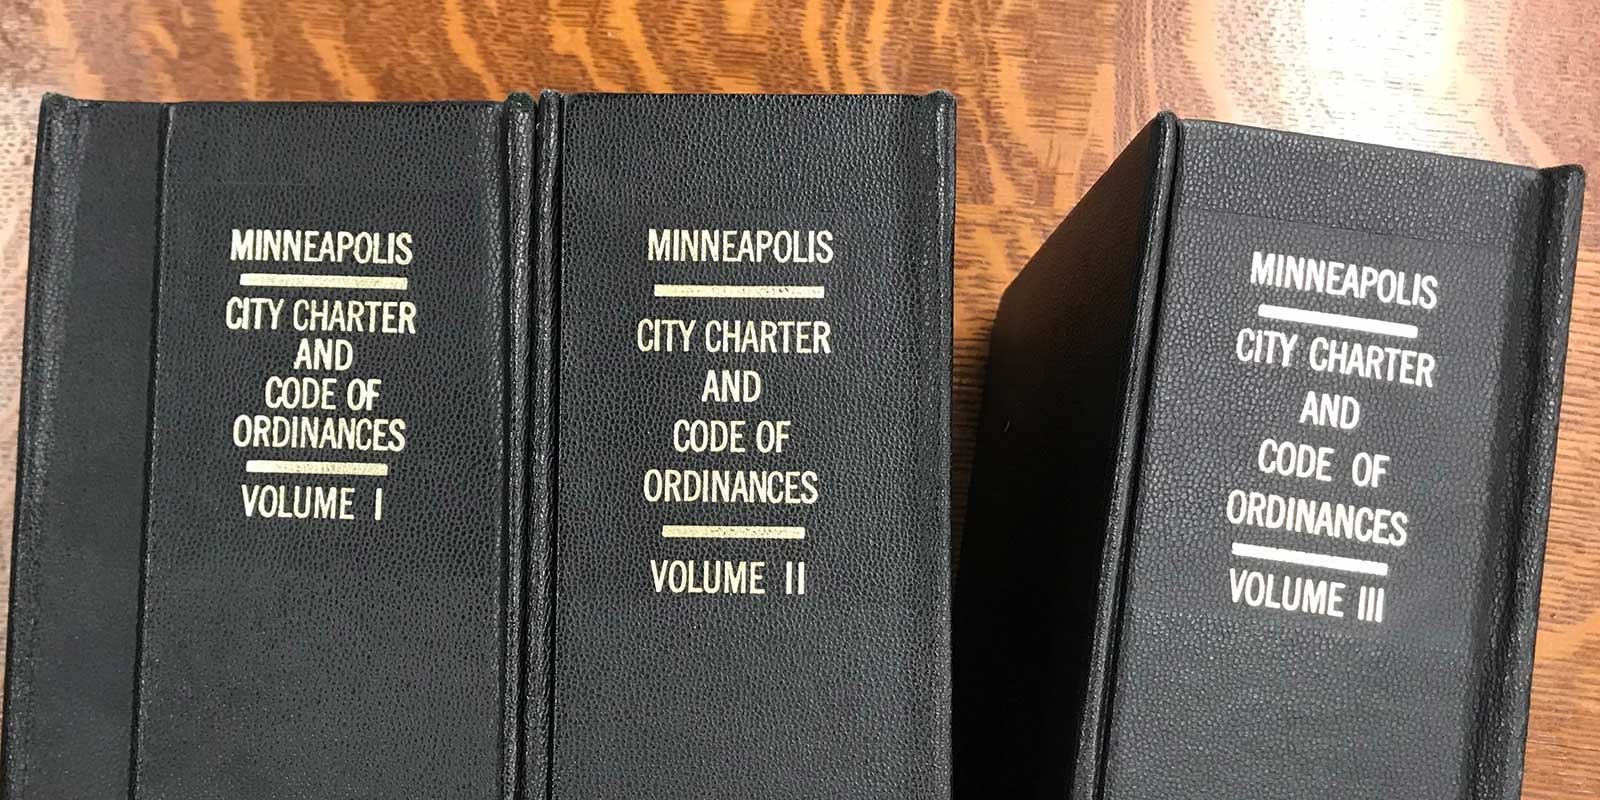 MINNEAPOLIS
CITY CHARTER
AND
CODE OF
ORDINANCES
VOLUME I
MINNEAPOLIS
CITY CHARTER
AND
CODE OF
ORDINANCES
VOLUME II
MINNEAPOLIS
CITY CHARTER
AND
CODE OF
ORDINANCES
VOLUME III